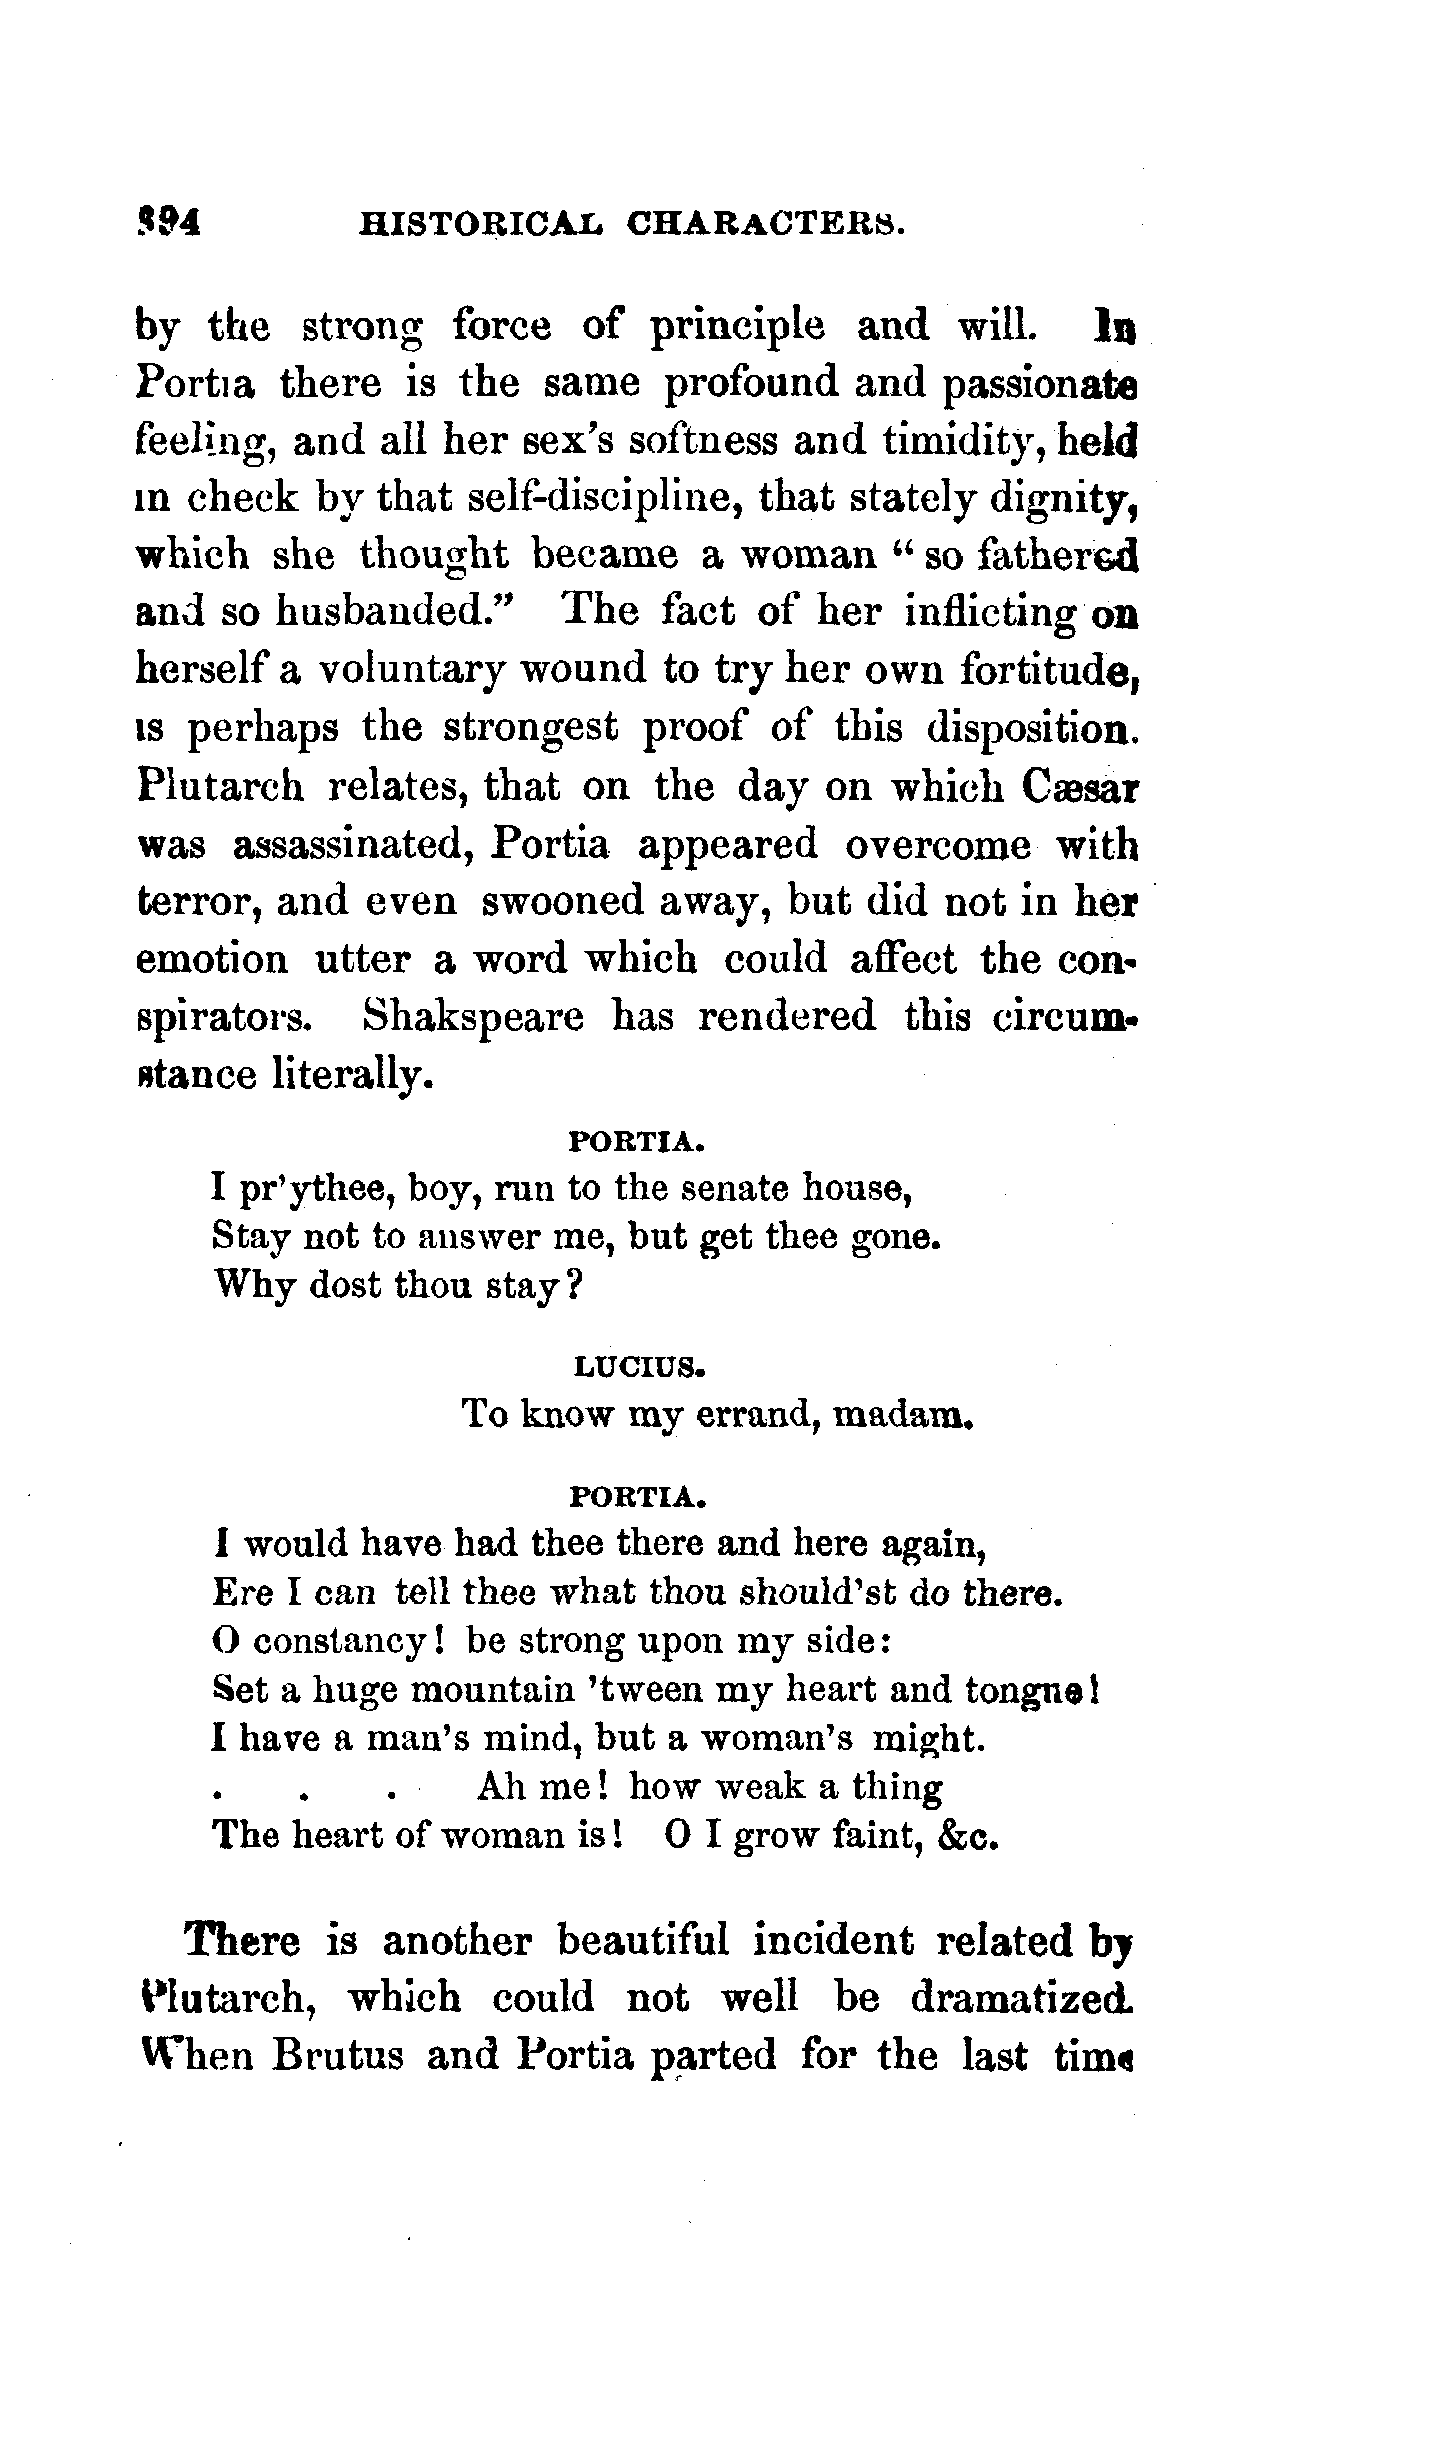 394 HISTORICAL CHARACTERS.
by the strong force of principle and will. In
Portia there is the same profound and passionate
feeling, and all her sex's softness and timidity, held
in check by that self-discipline, that stately dignity,
which she thought became a woman " so fathered
and so husbanded." The fact of her inflicting on
herself a voluntary wound to try her own fortitude,
is perhaps the strongest proof of this disposition.
Plutarch relates, that on the day on which Cæsar
was assassinated, Portia appeared overcome with
terror, and even swooned away, but did not in her
emotion utter a word which could affect the con-
spirators. Shakspeare has rendered this circum-
stance literally.
PORTIA.
I pr'ythee, boy, run to the senate house,
Stay not to answer me, but get thee gone.
Why dost thou stay?
LUCIUS.
To know my errand, madam.
PORTIA.
I would have had thee there and here again,
Ere I can tell thee what thou should'st do there.
O constancy! be strong upon my side:
Set a huge mountain 'tween my heart and tongue!
I have a man's mind, but a woman's might.
. . . Ah me! how weak a thing
The heart of woman is! O I grow faint, &c.
There is another beautiful incident related by
Plutarch, which could not well be dramatized.
When Brutus and Portia parted for the last time